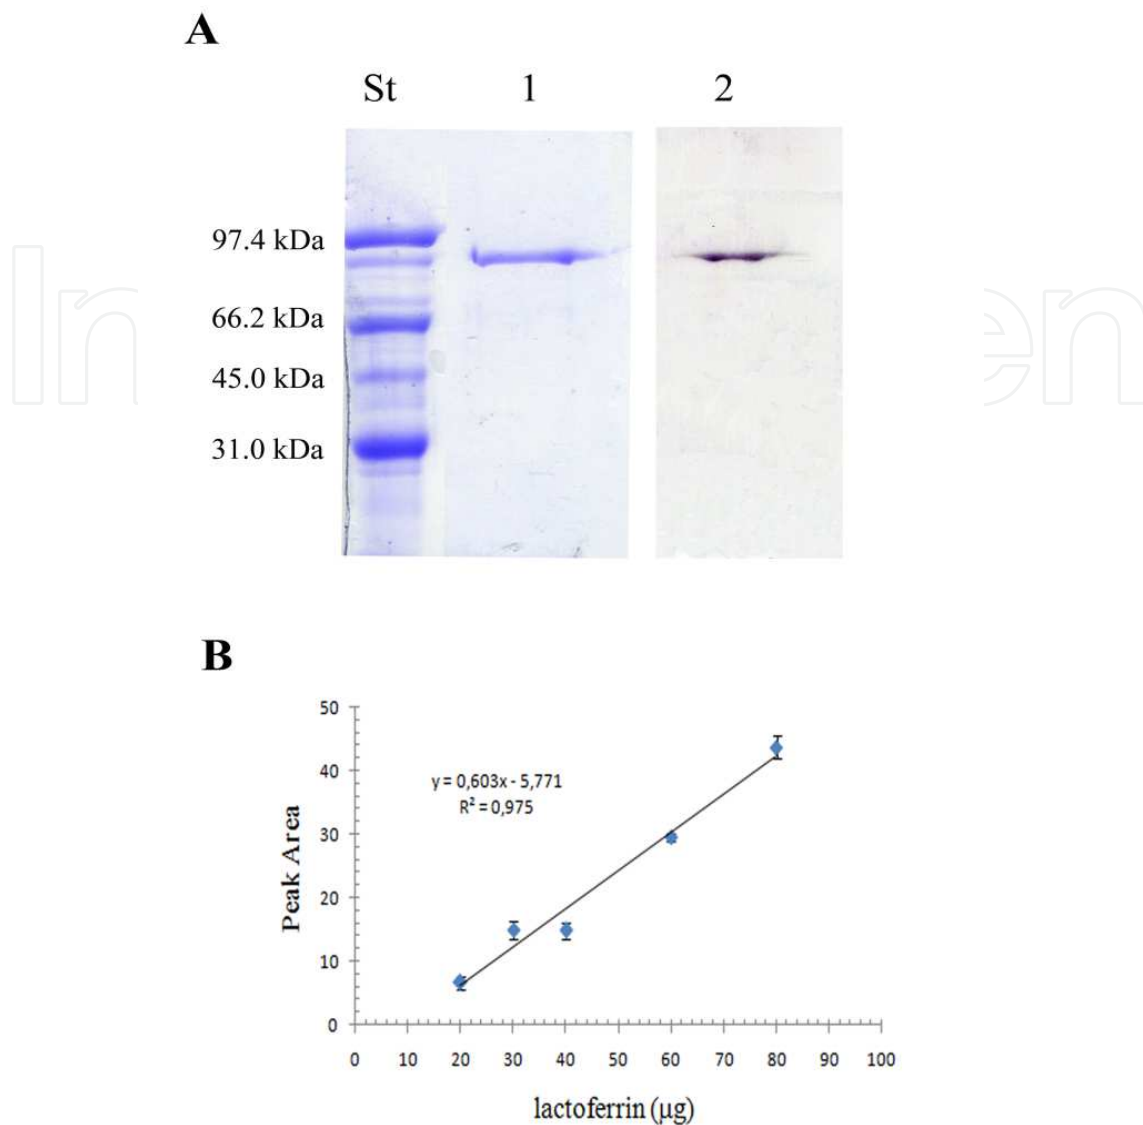 A
St 1 2
97.4 kDa
66.2 kDa
45.0 kDa
31.0 kDa
B
50
40
30
20
10
0
y = 0,603x - 5,771
R² = 0,975
Peak Area
0 10 20 30 40 50 60 70 80 90 100
lactoferrin (µg)
In
en